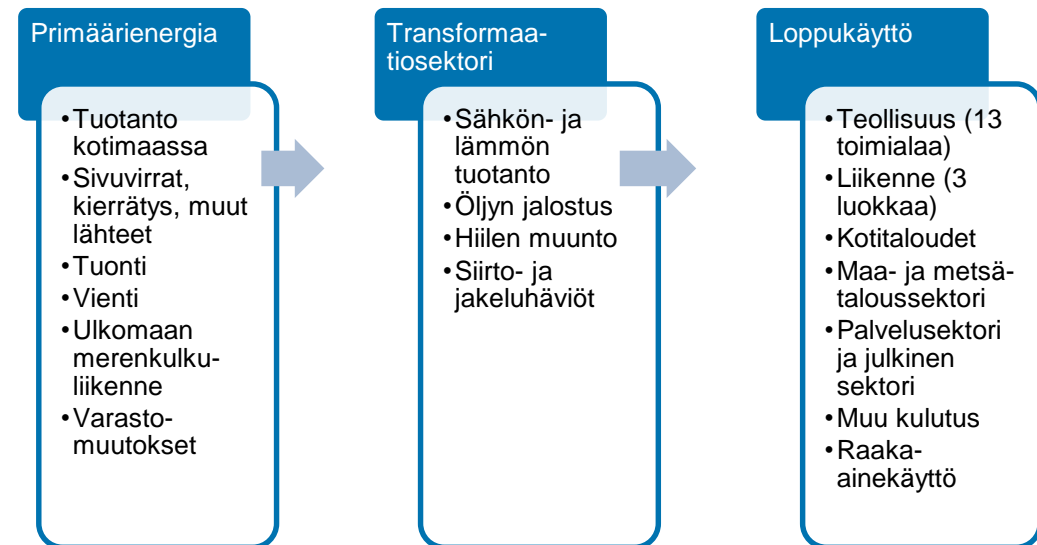 Primäärienergia
•Tuotanto
kotimaassa
•Sivuvirrat,
kierrätys, muut
lähteet
•Tuonti
•Vienti
•Ulkomaan
merenkulku-
liikenne
•Varasto-
muutokset
Transformaa-
tiosektori
•Sähkön- ja
lämmön
tuotanto
•Öljyn jalostus
•Hiilen muunto
•Siirto- ja
jakeluhäviöt
Loppukäyttö
•Teollisuus (13
toimialaa)
•Liikenne (3
luokkaa)
•Kotitaloudet
•Maa- ja metsä-
taloussektori
•Palvelusektori
ja julkinen
sektori
•Muu kulutus
•Raaka-
ainekäyttö